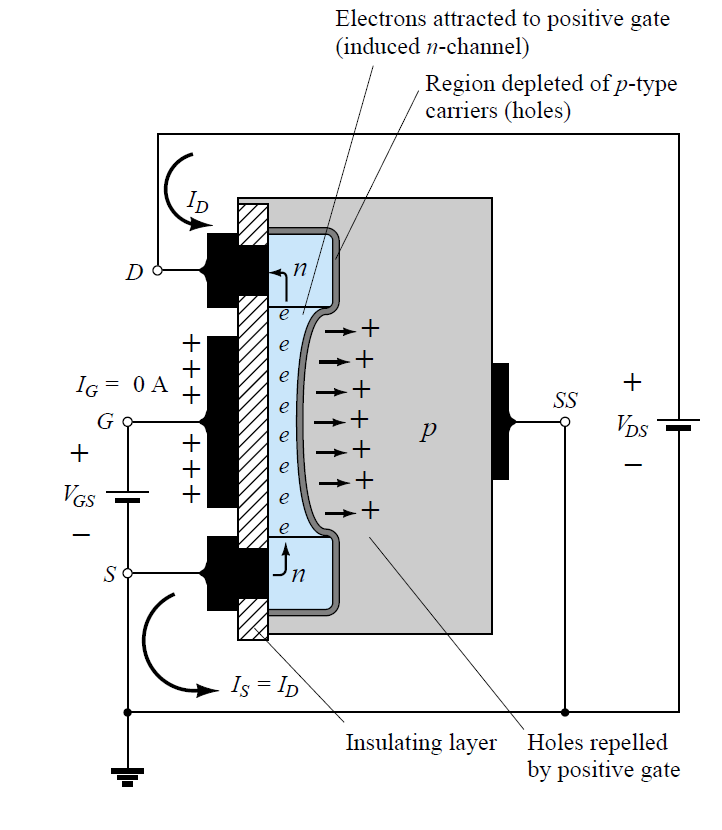 Electrons attracted to positive gate
(induced n-channel)
Region depleted of p-type
carriers (holes)
I_D
D
n
e
e
e
e
e
e
e
e
+
+
+
+
+
+
+
+
+
+
+
+
+
I_G = 0 A
G
+
V_GS
−
p
SS
+
V_DS
−
S
n
I_S = I_D
Insulating layer
Holes repelled
by positive gate